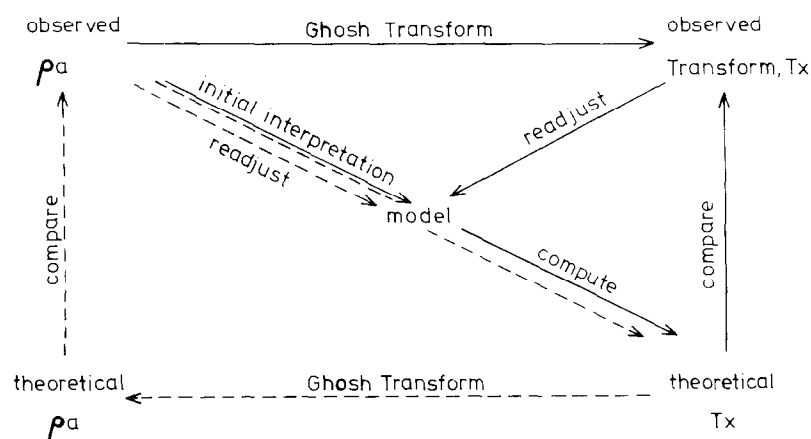 observed
Ghosh Transform
observed
ρa
Transform, Tx
initial interpretation
readjust
readjust
model
compare
compute
compare
theoretical
Ghosh Transform
theoretical
ρa
Tx